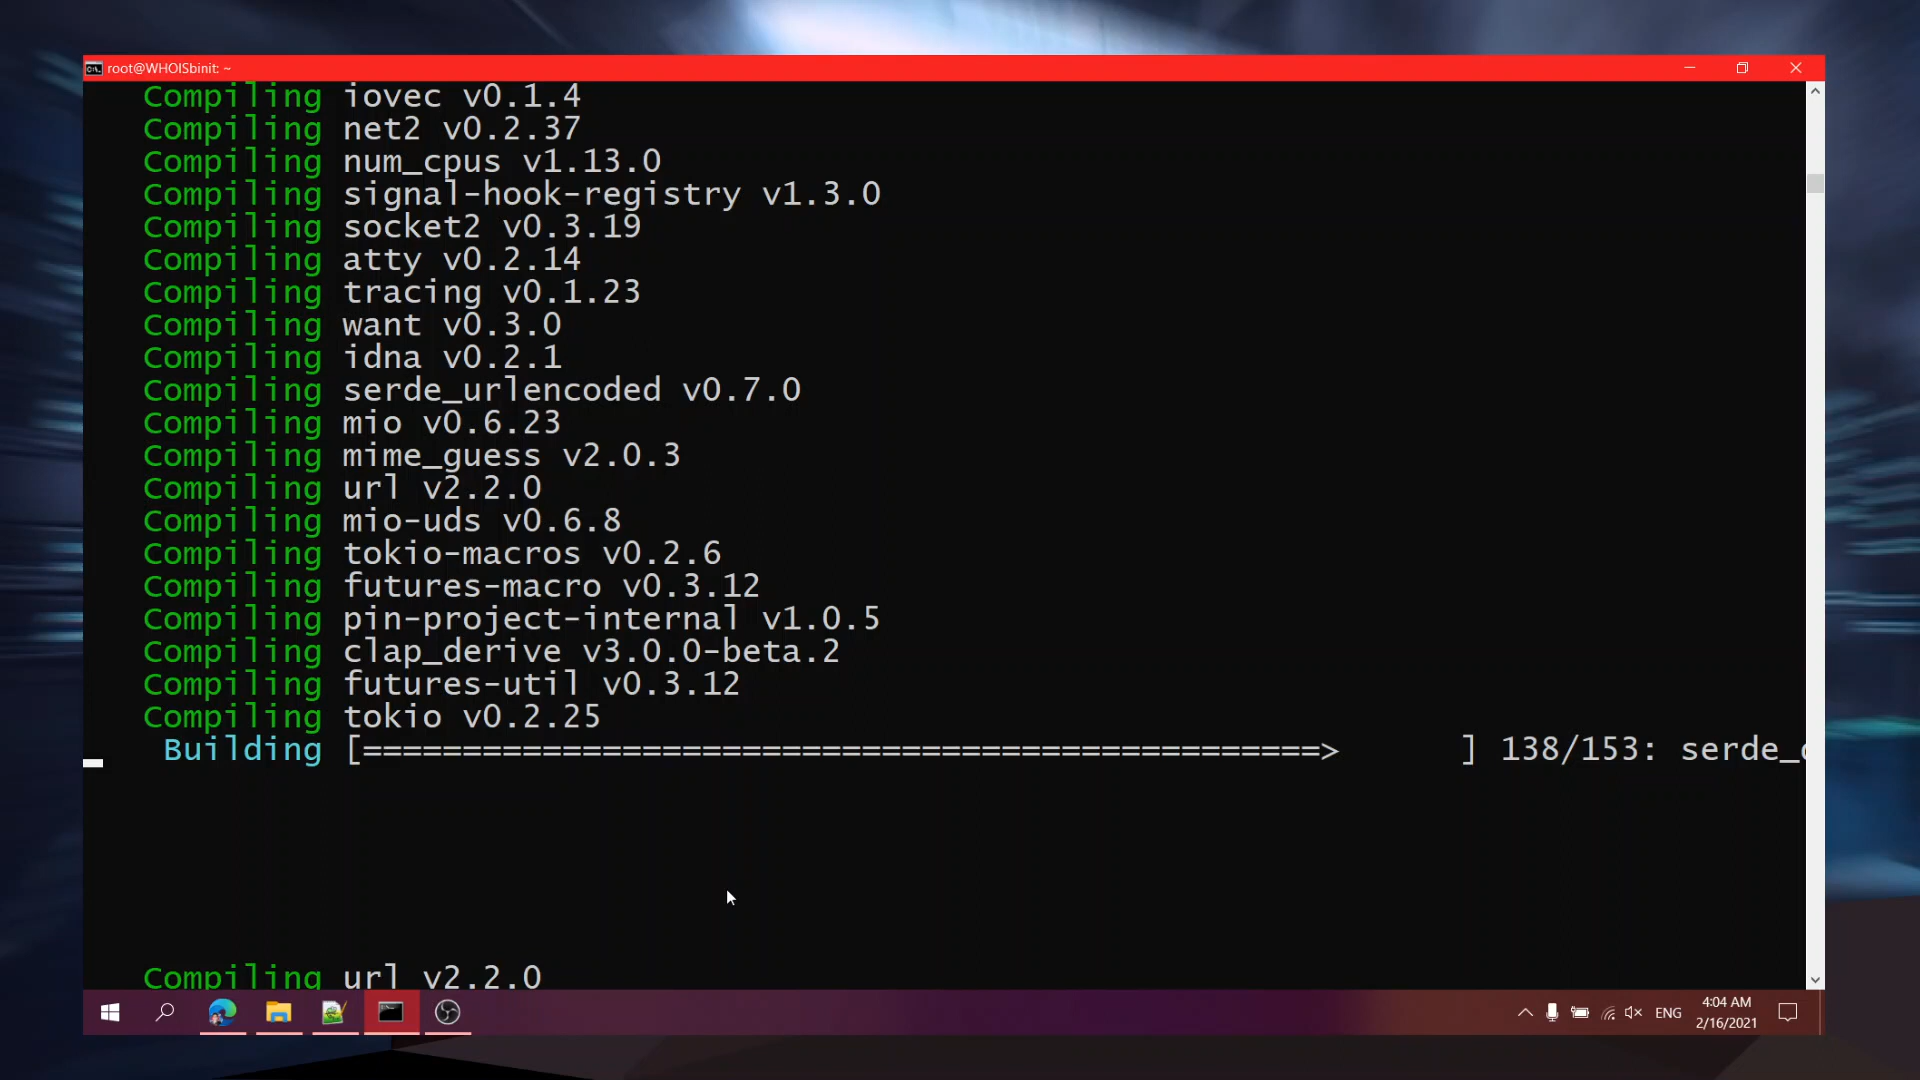 root@WHOISbinit: ~
Compiling iovec v0.1.4
Compiling net2 v0.2.37
Compiling num_cpus v1.13.0
Compiling signal-hook-registry v1.3.0
Compiling socket2 v0.3.19
Compiling atty v0.2.14
Compiling tracing v0.1.23
Compiling want v0.3.0
Compiling idna v0.2.1
Compiling serde_urlencoded v0.7.0
Compiling mio v0.6.23
Compiling mime_guess v2.0.3
Compiling url v2.2.0
Compiling mio-uds v0.6.8
Compiling tokio-macros v0.2.6
Compiling futures-macro v0.3.12
Compiling pin-project-internal v1.0.5
Compiling clap_derive v3.0.0-beta.2
Compiling futures-util v0.3.12
Compiling tokio v0.2.25
Building [================================================>      ] 138/153: serde_
Compiling url v2.2.0
ENG
4:04 AM
2/16/2021